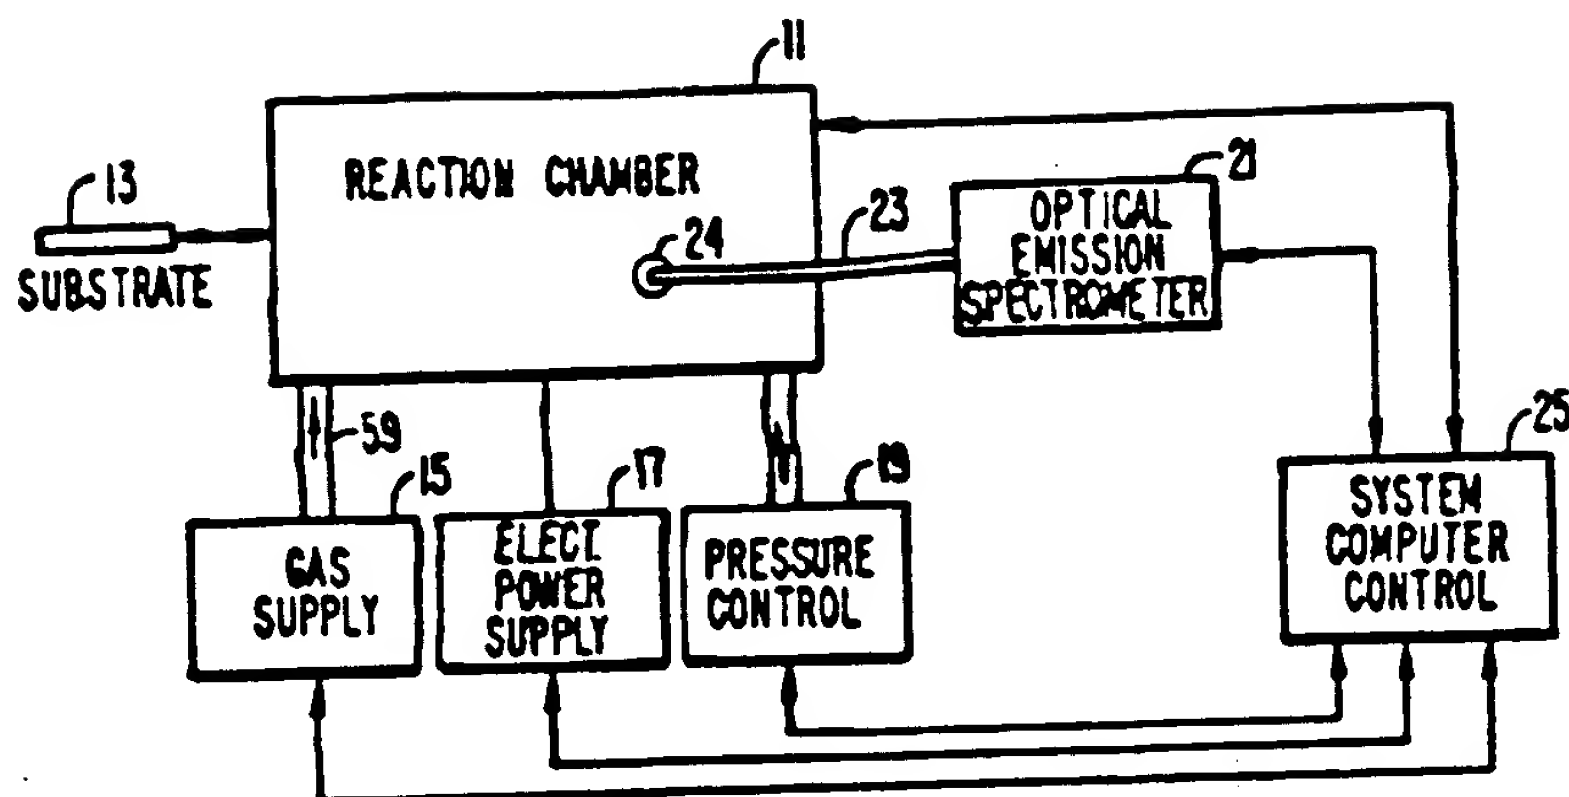 11
REACTION CHAMBER
13
SUBSTRATE
24
23
21
OPTICAL
EMISSION
SPECTROMETER
59
15
GAS
SUPPLY
17
ELECT.
POWER
SUPPLY
19
PRESSURE
CONTROL
25
SYSTEM
COMPUTER
CONTROL